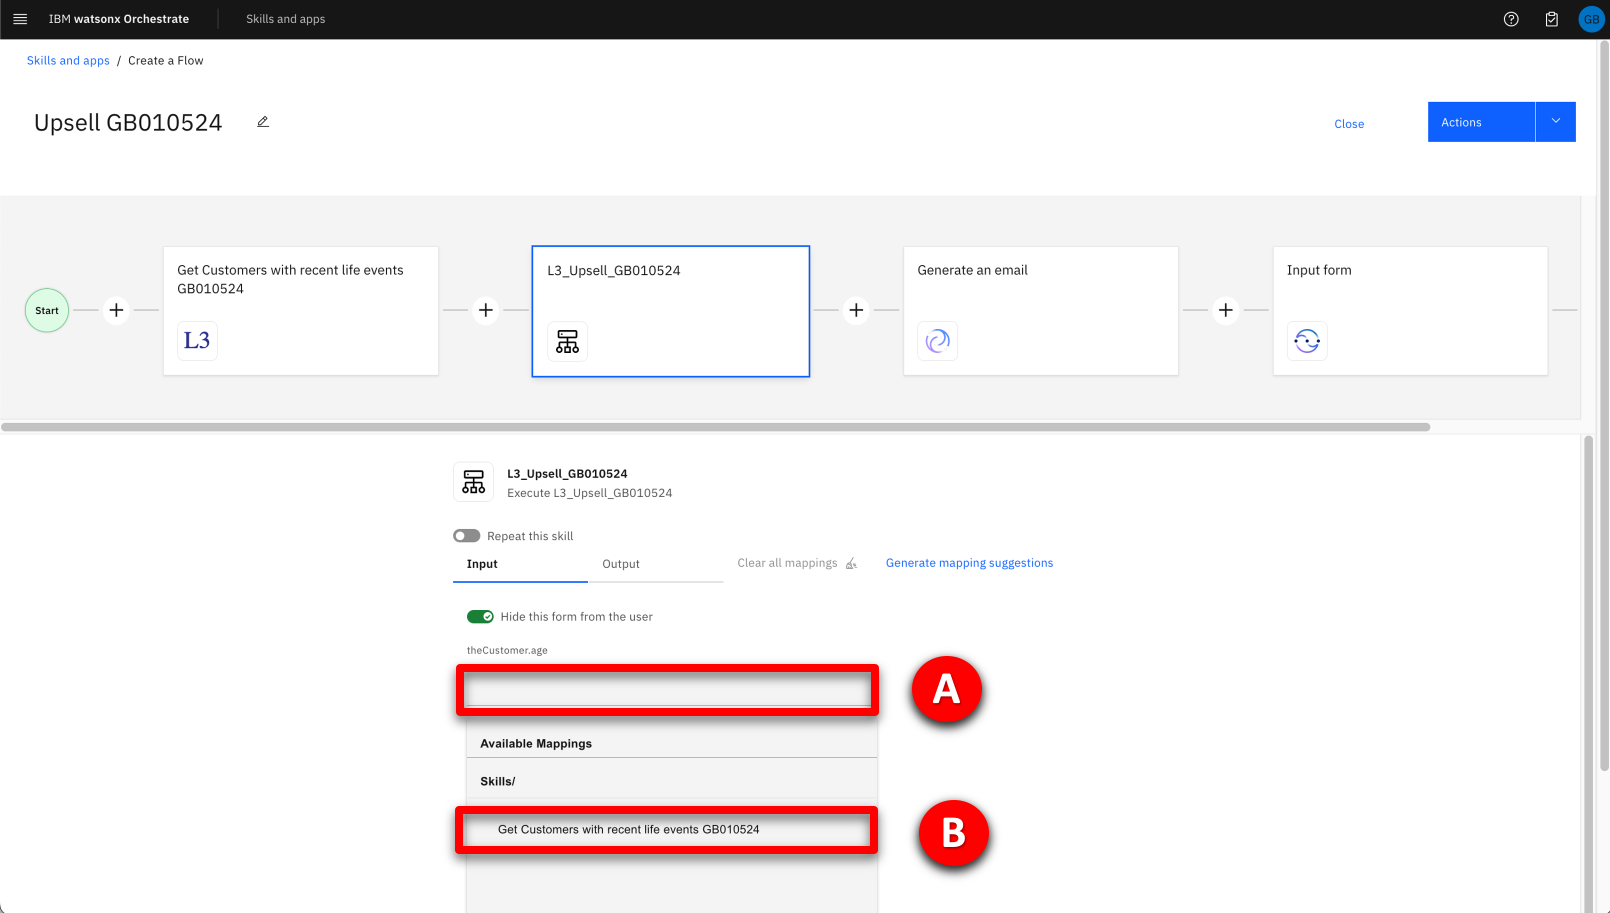 IBM watsonx Orchestrate
Skills and apps
GB
Skills and apps / Create a Flow
Upsell GB010524
Close
Actions
Start
Get Customers with recent life events
GB010524
L3
L3_Upsell_GB010524
Generate an email
Input form
L3_Upsell_GB010524
Execute L3_Upsell_GB010524
Repeat this skill
Input
Output
Clear all mappings
Generate mapping suggestions
Hide this form from the user
theCustomer.age
A
Available Mappings
Skills/
Get Customers with recent life events GB010524
B